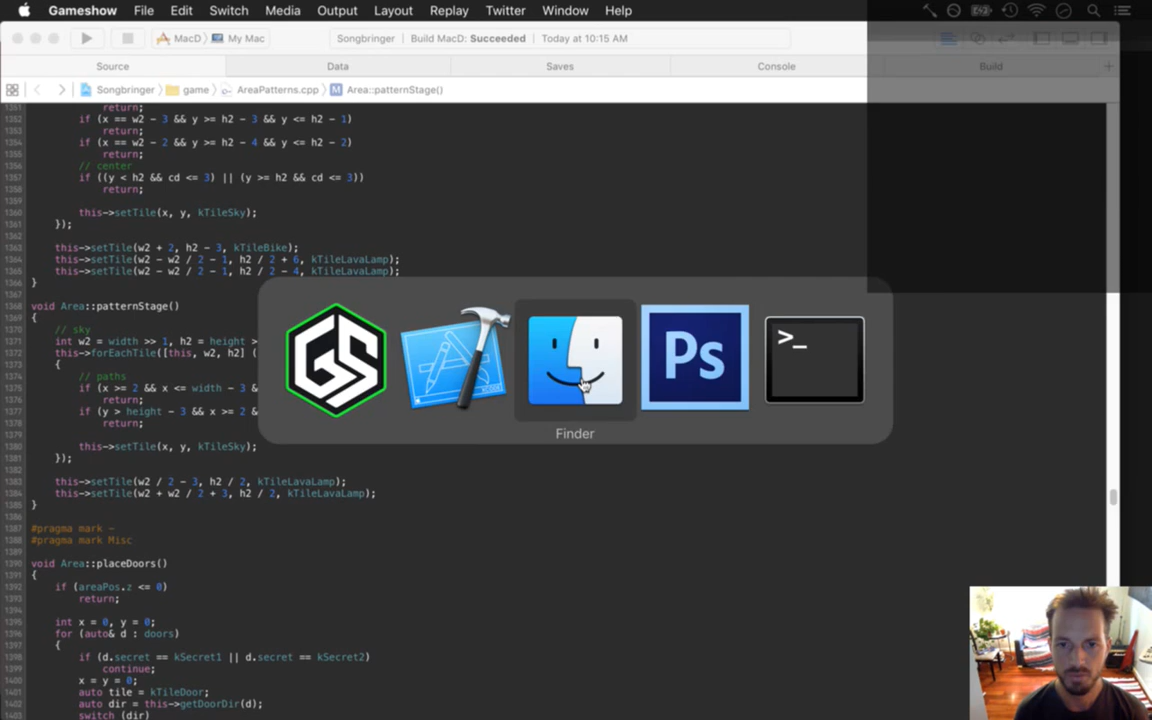 Gameshow File Edit Switch Media Output Layout Replay Twitter Window Help
MacD My Mac Songbringer | Build MacD: Succeeded | Today at 10:15 AM
Source Data Saves Console Build
Songbringer game AreaPatterns.cpp M Area::patternStage()
1351 return;
1352 if (x == w2 - 3 && y >= h2 - 3 && y <= h2 - 1)
1353 return;
1354 if (x == w2 - 2 && y >= h2 - 4 && y <= h2 - 2)
1355 return;
1356 // center
1357 if ((y < h2 && cd <= 3) || (y >= h2 && cd <= 3))
1358 return;
1359
1360 this->setTile(x, y, kTileSky);
1361 });
1362
1363 this->setTile(w2 + 2, h2 - 3, kTileBike);
1364 this->setTile(w2 - w2 / 2 - 1, h2 / 2 + 6, kTileLavaLamp);
1365 this->setTile(w2 - w2 / 2 - 1, h2 / 2 - 4, kTileLavaLamp);
1366 }
1367
1368 void Area::patternStage()
1369 {
1370 // sky
1371 int w2 = width >> 1, h2 = height >
1372 this->forEachTile([this, w2, h2] (
1373 {
1374 // paths
1375 if (x >= 2 && x <= width - 3 &
1376 return;
1377 if (y > height - 3 && x >= 2 &
1378 return;
1379
1380 this->setTile(x, y, kTileSky);
1381 });
1382
1383 this->setTile(w2 / 2 - 3, h2 / 2, kTileLavaLamp);
1384 this->setTile(w2 + w2 / 2 + 3, h2 / 2, kTileLavaLamp);
1385 }
1386
1387 #pragma mark -
1388 #pragma mark Misc
1389
1390 void Area::placeDoors()
1391 {
1392 if (areaPos.z <= 0)
1393 return;
1394
1395 int x = 0, y = 0;
1396 for (auto& d : doors)
1397 {
1398 if (d.secret == kSecret1 || d.secret == kSecret2)
1399 continue;
1400 x = y = 0;
1401 auto tile = kTileDoor;
1402 auto dir = this->getDoorDir(d);
1403 switch (dir)
GS
Ps
>_
Finder